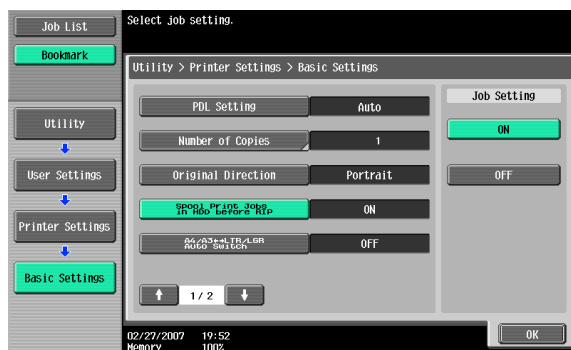 Job List
Bookmark
Select job setting.
Utility > Printer Settings > Basic Settings
Utility
User Settings
Printer Settings
Basic Settings
PDL Setting
Auto
Number of Copies
1
Original Direction
Portrait
Spool Print Jobs
in HDD before RIP
ON
A4/A3↔LTR/LGR
Auto Switch
OFF
1/ 2
Job Setting
ON
OFF
02/27/2007 19:52
Memory 100%
OK